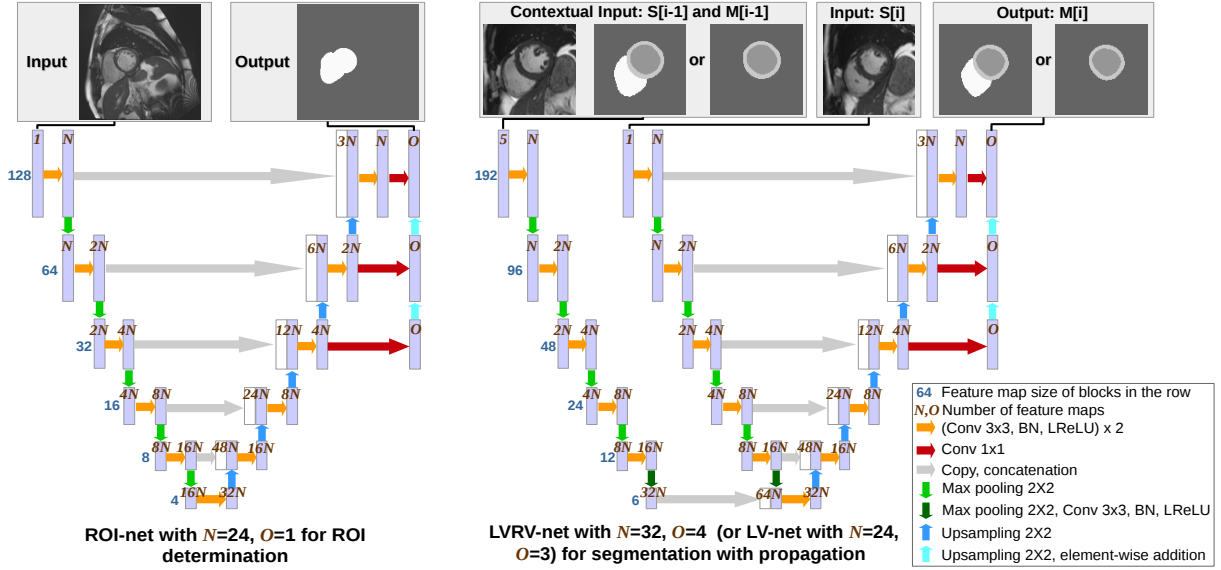 Input
Output
Contextual Input: S[i-1] and M[i-1]
or
Input: S[i]
Output: M[i]
or
1 N 3N N O
128
N 2N 6N 2N O
64
2N 4N 12N 4N O
32
4N 8N 24N 8N
16
8N 16N 48N 16N
8
16N 32N
4
5 N 1 N 3N N O
192
N 2N N 2N 6N 2N O
96
2N 4N 2N 4N 12N 4N O
48
4N 8N 4N 8N 24N 8N
24
8N 16N 8N 16N 48N 16N
12
32N 64N 32N
6
ROI-net with N=24, O=1 for ROI
determination
LVRV-net with N=32, O=4 (or LV-net with N=24,
O=3) for segmentation with propagation
64 Feature map size of blocks in the row
N,O Number of feature maps
(Conv 3x3, BN, LReLU) x 2
Conv 1x1
Copy, concatenation
Max pooling 2X2
Max pooling 2X2, Conv 3x3, BN, LReLU
Upsampling 2X2
Upsampling 2X2, element-wise addition